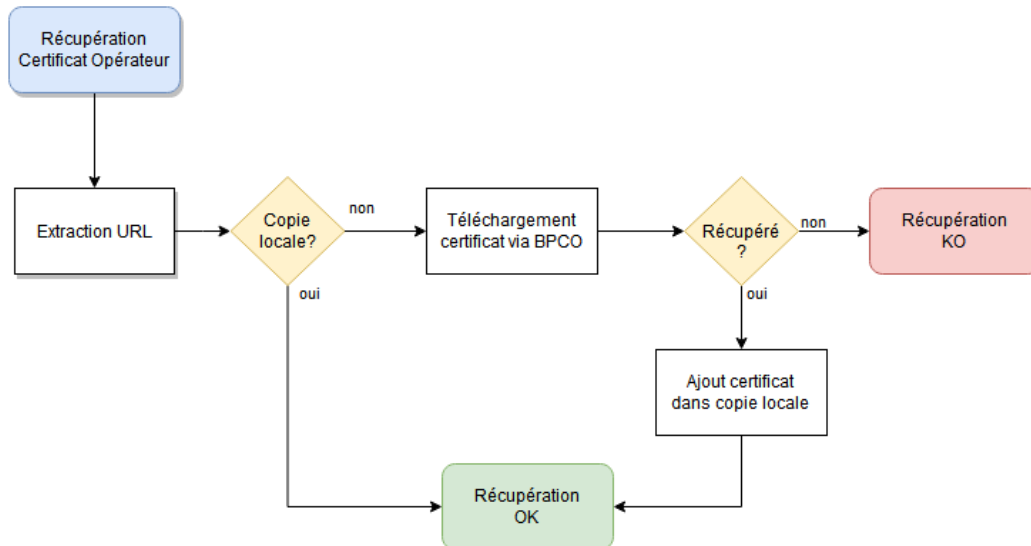 Récupération
Certificat Opérateur
Extraction URL
Copie
locale?
non
oui
Téléchargement
certificat via BPCO
Récupéré
?
non
oui
Récupération
KO
Ajout certificat
dans copie locale
Récupération
OK